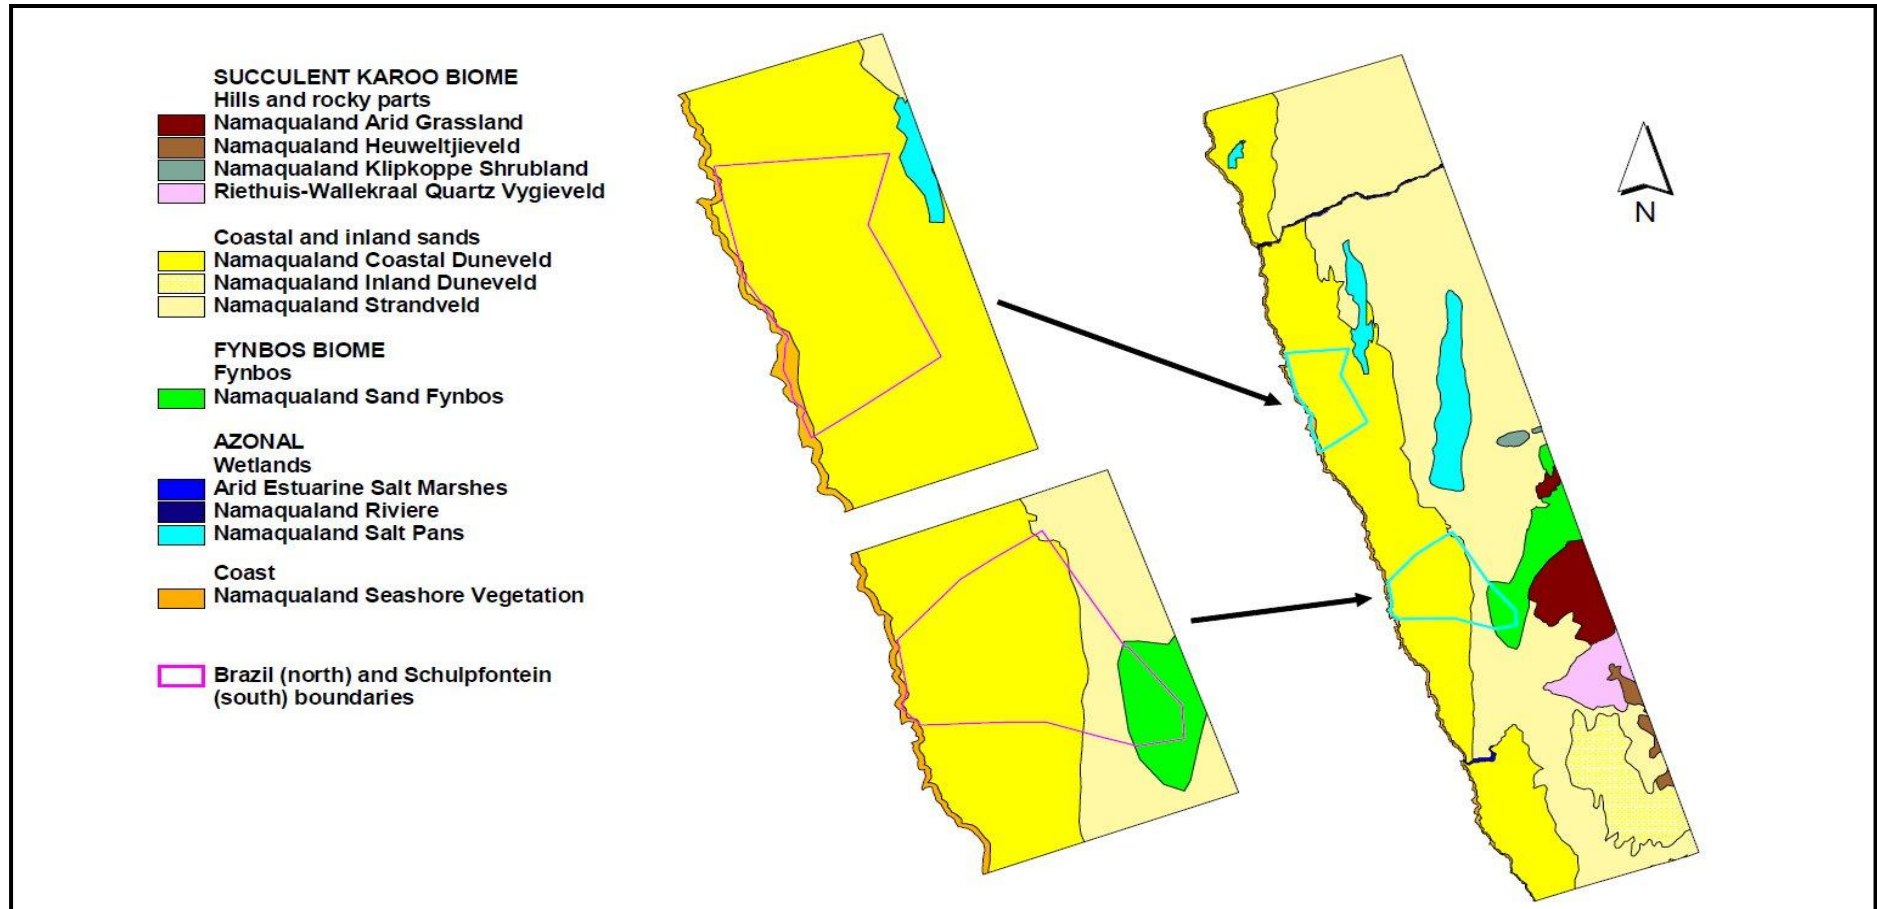 SUCCULENT KAROO BIOME
Hills and rocky parts
Namaqualand Arid Grassland
Namaqualand Heuweltjieveld
Namaqualand Klipkoppe Shrubland
Riethuis-Wallekraal Quartz Vygieveld
Coastal and inland sands
Namaqualand Coastal Duneveld
Namaqualand Inland Duneveld
Namaqualand Strandveld
FYNBOS BIOME
Fynbos
Namaqualand Sand Fynbos
AZONAL
Wetlands
Arid Estuarine Salt Marshes
Namaqualand Riviere
Namaqualand Salt Pans
Coast
Namaqualand Seashore Vegetation
Brazil (north) and Schulpfontein
(south) boundaries
N